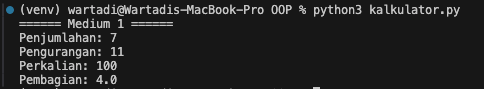 (venv) wartadi@Wartadis-MacBook-Pro OOP % python3 kalkulator.py
====== Medium 1 ======
Penjumlahan: 7
Pengurangan: 11
Perkalian: 100
Pembagian: 4.0